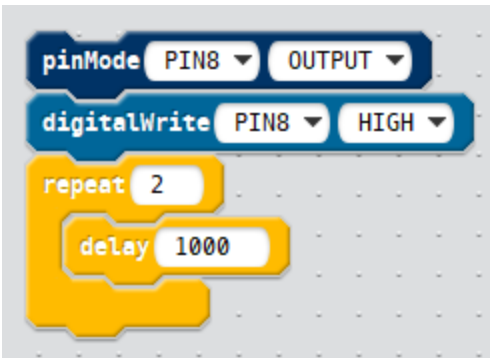 pinMode PIN8 OUTPUT
digitalWrite PIN8 HIGH
repeat 2
delay 1000